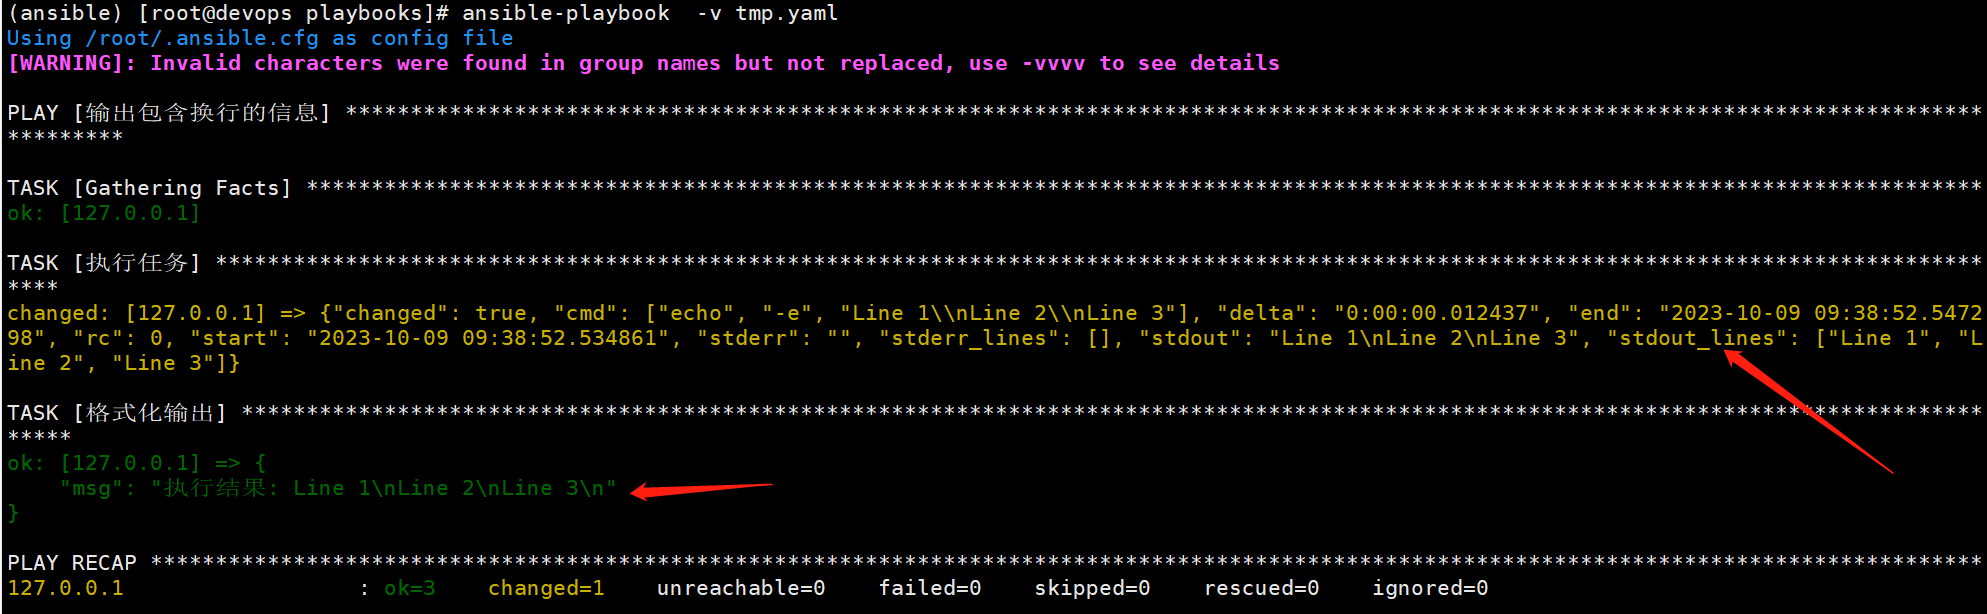 (ansible) [root@devops playbooks]# ansible-playbook  -v tmp.yaml
Using /root/.ansible.cfg as config file
[WARNING]: Invalid characters were found in group names but not replaced, use -vvvv to see details
PLAY [输出包含换行的信息] ******************************************************************************************************************************
*********
TASK [Gathering Facts] *********************************************************************************************************************************
ok: [127.0.0.1]
TASK [执行任务] ****************************************************************************************************************************************
****
changed: [127.0.0.1] => {"changed": true, "cmd": ["echo", "-e", "Line 1\\nLine 2\\nLine 3"], "delta": "0:00:00.012437", "end": "2023-10-09 09:38:52.5472
98", "rc": 0, "start": "2023-10-09 09:38:52.534861", "stderr": "", "stderr_lines": [], "stdout": "Line 1\nLine 2\nLine 3", "stdout_lines": ["Line 1", "L
ine 2", "Line 3"]}
TASK [格式化输出] **************************************************************************************************************************************
*****
ok: [127.0.0.1] => {
    "msg": "执行结果: Line 1\nLine 2\nLine 3\n"
}
PLAY RECAP *********************************************************************************************************************************************
127.0.0.1                  : ok=3    changed=1    unreachable=0    failed=0    skipped=0    rescued=0    ignored=0